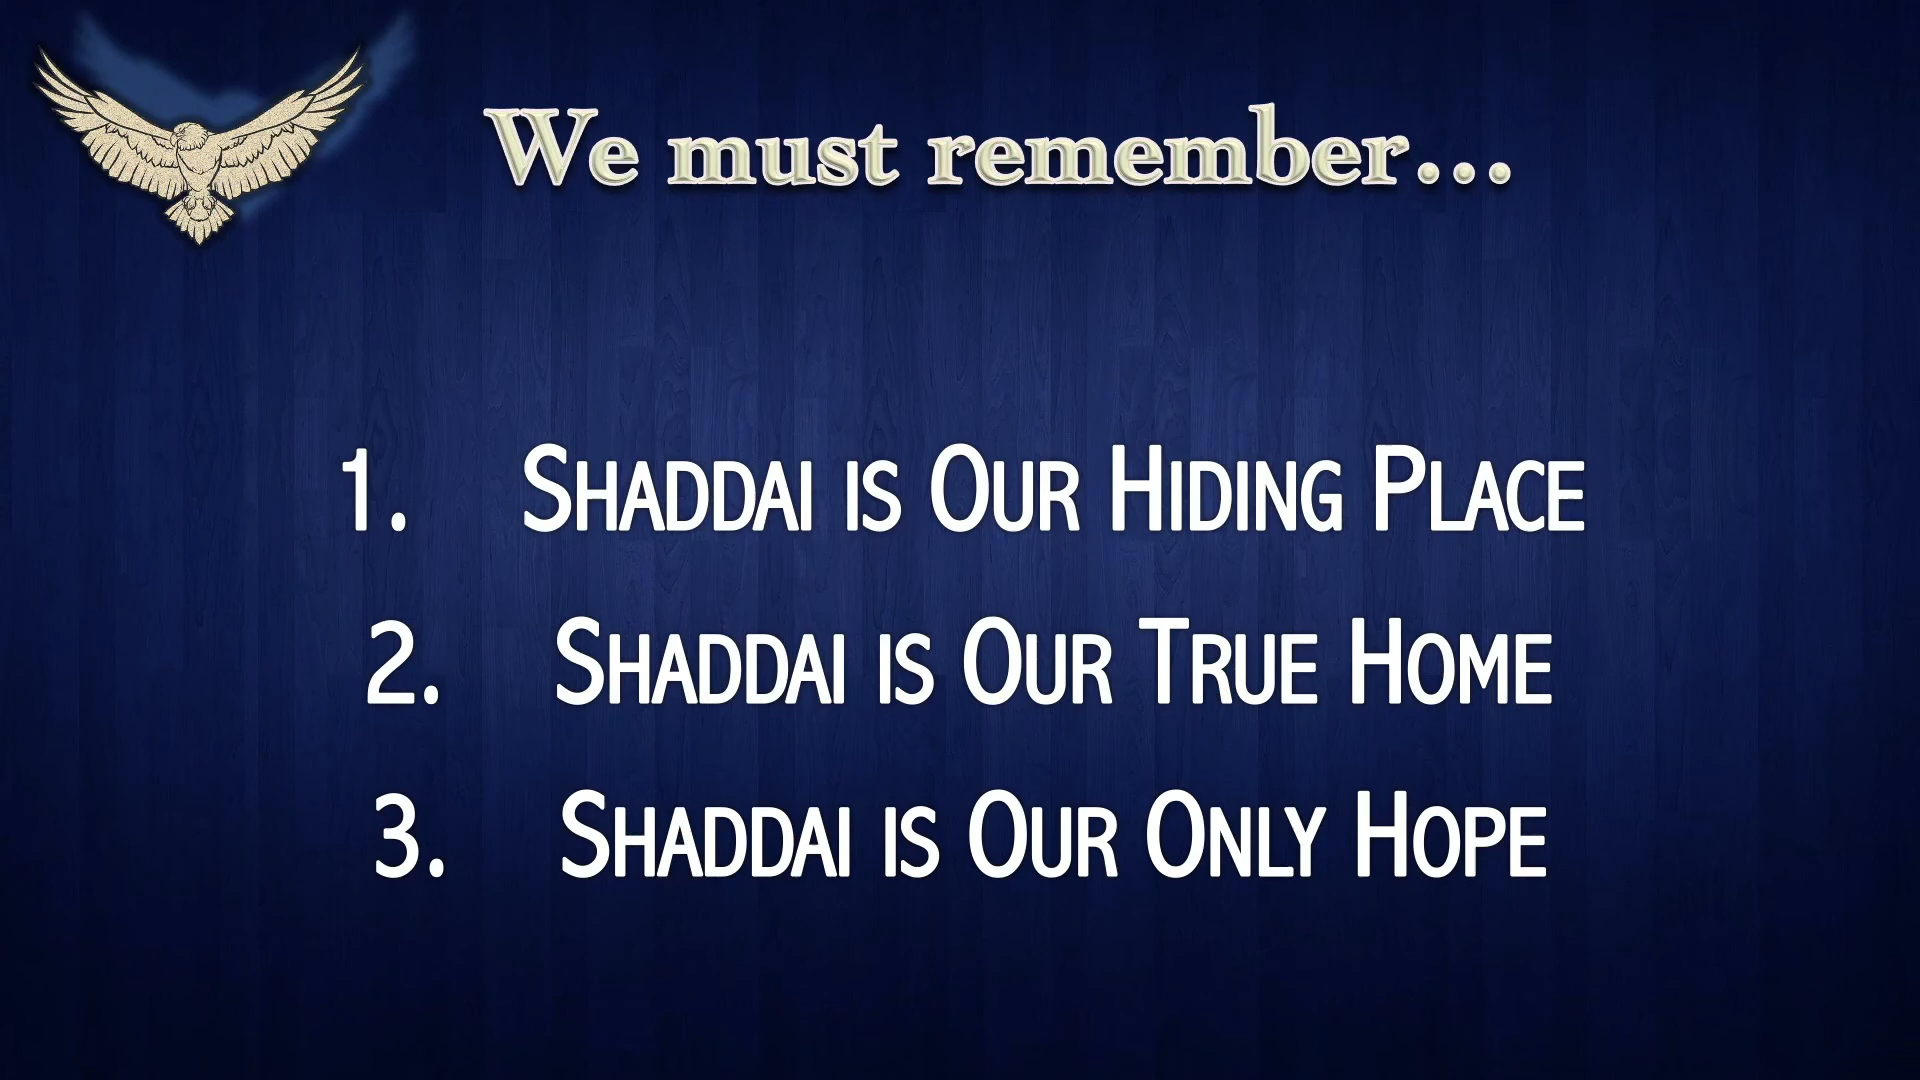 We must remember...
1. Shaddai is Our Hiding Place
2. Shaddai is Our True Home
3. Shaddai is Our Only Hope